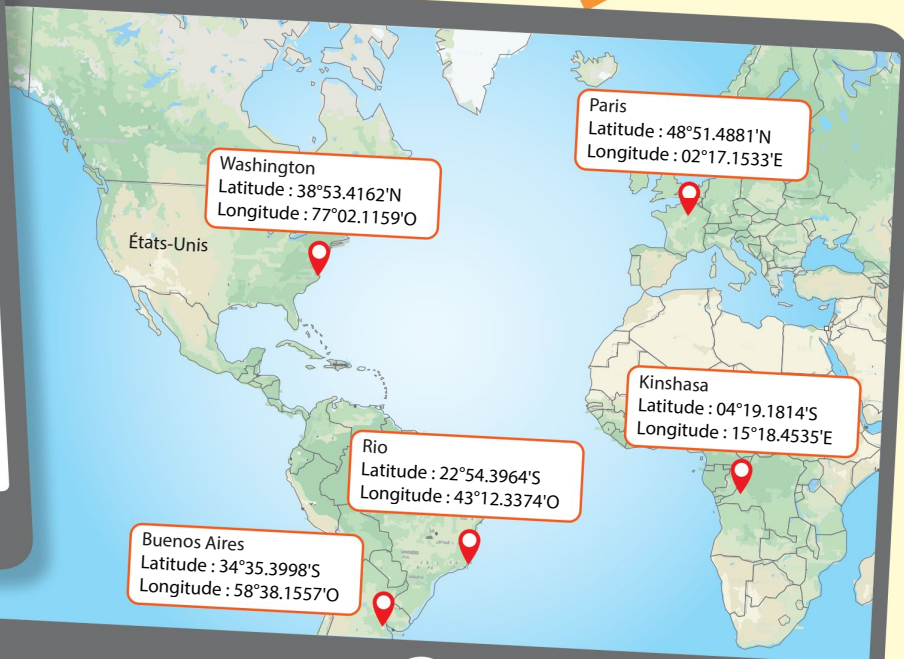 Paris
Latitude : 48°51.4881'N
Longitude : 02°17.1533'E
Washington
Latitude : 38°53.4162'N
Longitude : 77°02.1159'O
États-Unis
Kinshasa
Latitude : 04°19.1814'S
Longitude : 15°18.4535'E
Rio
Latitude : 22°54.3964'S
Longitude : 43°12.3374'O
Buenos Aires
Latitude : 34°35.3998'S
Longitude : 58°38.1557'O